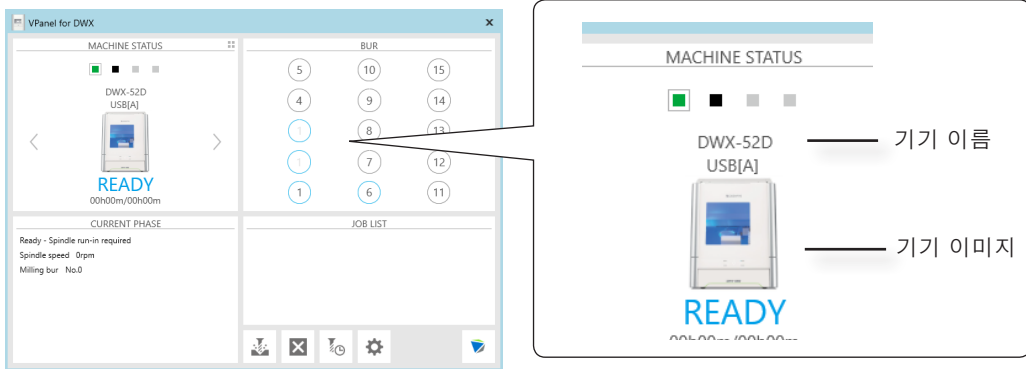 VPanel for DWX
MACHINE STATUS
DWX-52D
USB[A]
READY
00h00m/00h00m
BUR
5 10 15
4 9 14
1 8 13
1 7 12
1 6 11
CURRENT PHASE
Ready - Spindle run-in required
Spindle speed 0rpm
Milling bur No.0
JOB LIST
MACHINE STATUS
DWX-52D
USB[A]
READY
00h00m/00h00m
기기 이름
기기 이미지